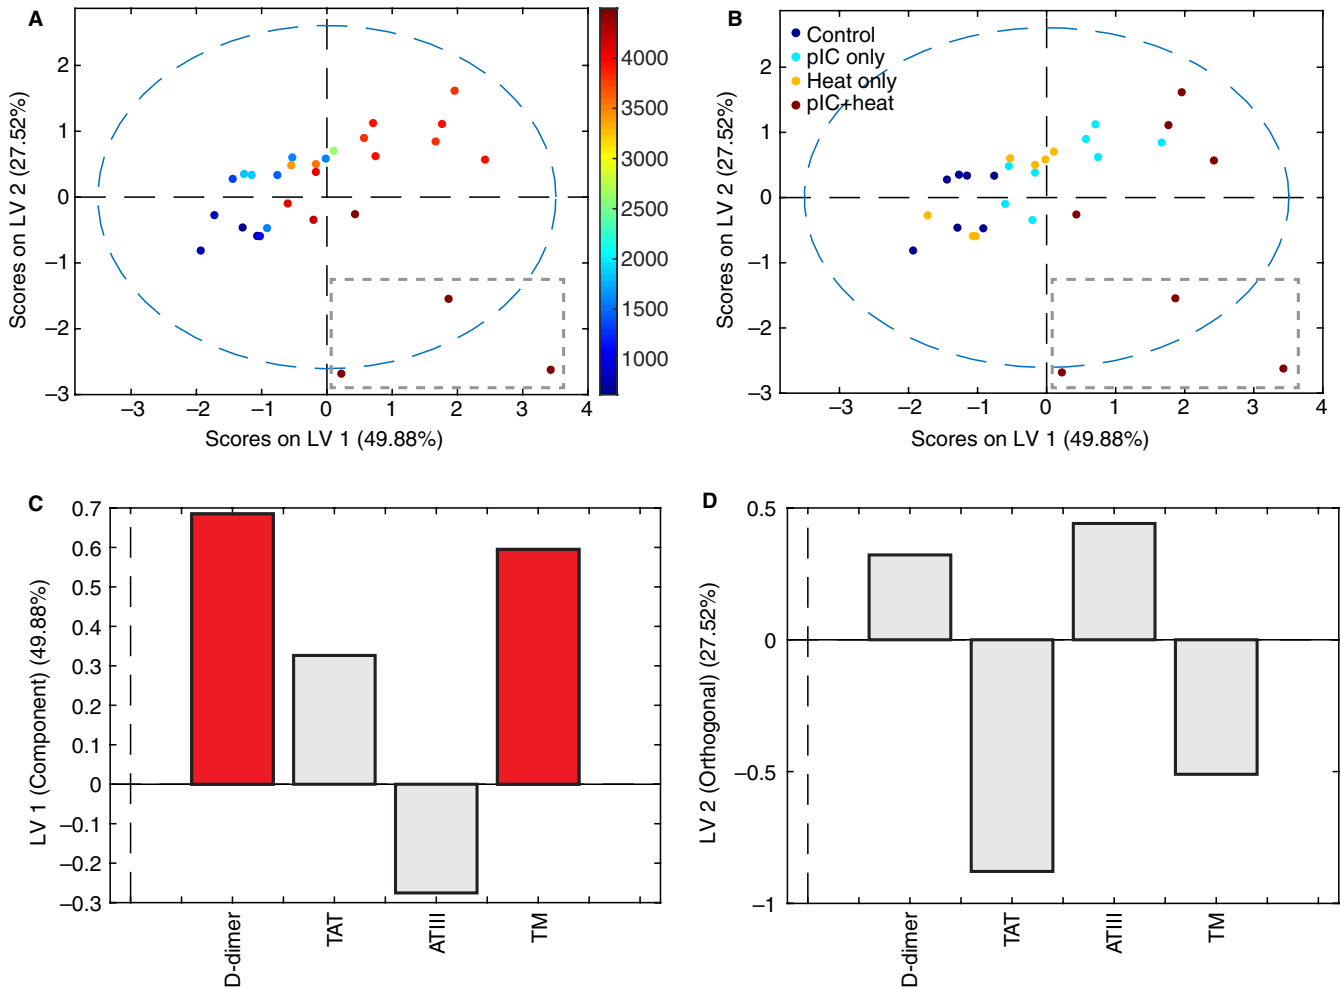 A
Scores on LV 2 (27.52%)
2
1
0
−1
−2
−3
−3
−2
−1
0
1
2
3
4
Scores on LV 1 (49.88%)
4000
3500
3000
2500
2000
1500
1000
B
Control
pIC only
Heat only
pIC+heat
Scores on LV 2 (27.52%)
2
1
0
−1
−2
−3
−3
−2
−1
0
1
2
3
4
Scores on LV 1 (49.88%)
C
LV 1 (Component) (49.88%)
0.7
0.6
0.5
0.4
0.3
0.2
0.1
0
−0.1
−0.2
−0.3
D-dimer
TAT
ATIII
TM
D
LV 2 (Orthogonal) (27.52%)
0.5
0
−0.5
−1
D-dimer
TAT
ATIII
TM